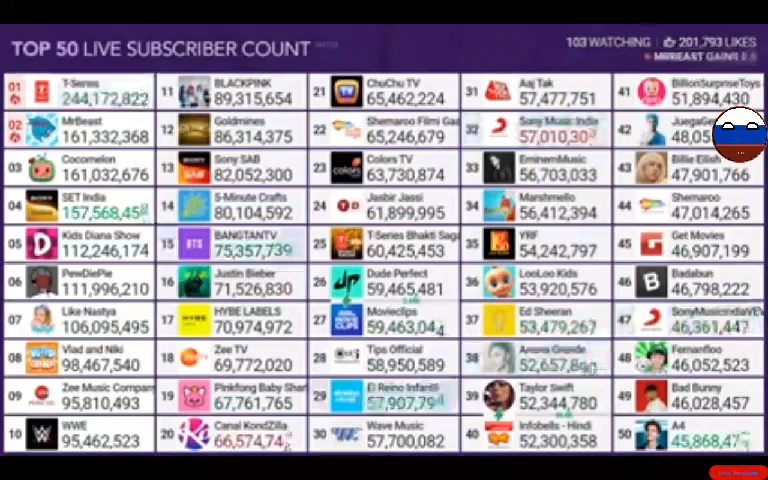 TOP 50 LIVE SUBSCRIBER COUNT
103 WATCHING 201,793 LIKES
MRBEAST GAINS
01 T-Series 244,172,822
02 MrBeast 161,332,368
03 Cocomelon 161,032,676
04 SET India 157,568,45
05 Kids Diana Show 112,246,174
06 PewDiePie 111,996,210
07 Like Nastya 106,095,495
08 Vlad and Niki 98,467,540
09 Zee Music Company 95,810,493
10 WWE 95,462,523
11 BLACKPINK 89,315,654
12 Goldmines 86,314,375
13 Sony SAB 82,052,300
14 5-Minute Crafts 80,104,592
15 BANGTANTV 75,357,739
16 Justin Bieber 71,526,830
17 HYBE LABELS 70,974,972
18 Zee TV 69,772,020
19 Pinkfong Baby Shar 67,761,765
20 Canal KondZilla 66,574,74
21 ChuChu TV 65,462,224
22 Shemaroo Filmi Gaa 65,246,679
23 Colors TV 63,730,874
24 Jasbir Jassi 61,899,995
25 T-Series Bhakti Saga 60,425,453
26 Dude Perfect 59,465,481
27 Movieclips 59,463,044
28 Tips Official 58,950,589
29 El Reino Infantil 57,907,79
30 Wave Music 57,700,082
31 Aaj Tak 57,477,751
32 Sony Music India 57,010,30
33 EminemMusic 56,703,033
34 Marshmello 56,412,394
35 YRF 54,242,797
36 LooLoo Kids 53,920,576
37 Ed Sheeran 53,479,267
38 Ariana Grande 52,657,8
39 Taylor Swift 52,344,780
40 Infobells - Hindi 52,300,358
41 BillionSurpriseToys 51,894,430
42 JuegaGe 48,05
43 Billie Eilish 47,901,766
44 Shemaroo 47,014,265
45 Get Movies 46,907,199
46 Badabun 46,798,222
47 SonyMusicIndiaVEV 46,361,447
48 Fernanfloo 46,052,523
49 Bad Bunny 46,028,457
50 A4 45,868,47